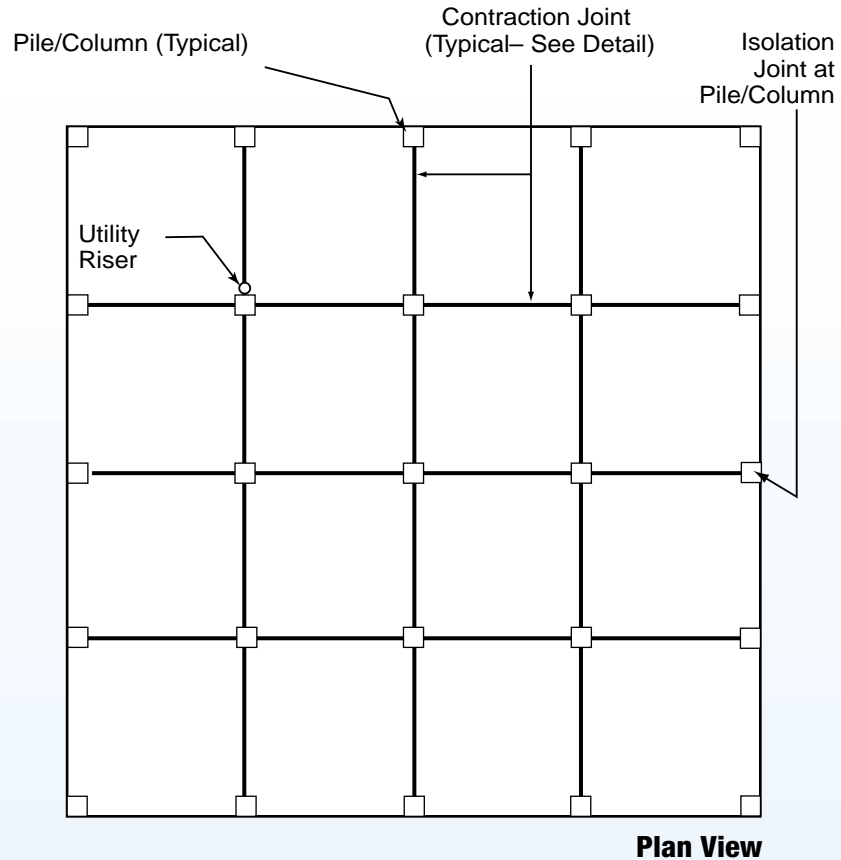 Pile/Column (Typical)
Contraction Joint
(Typical– See Detail)
Isolation
Joint at
Pile/Column
Utility
Riser
Plan View